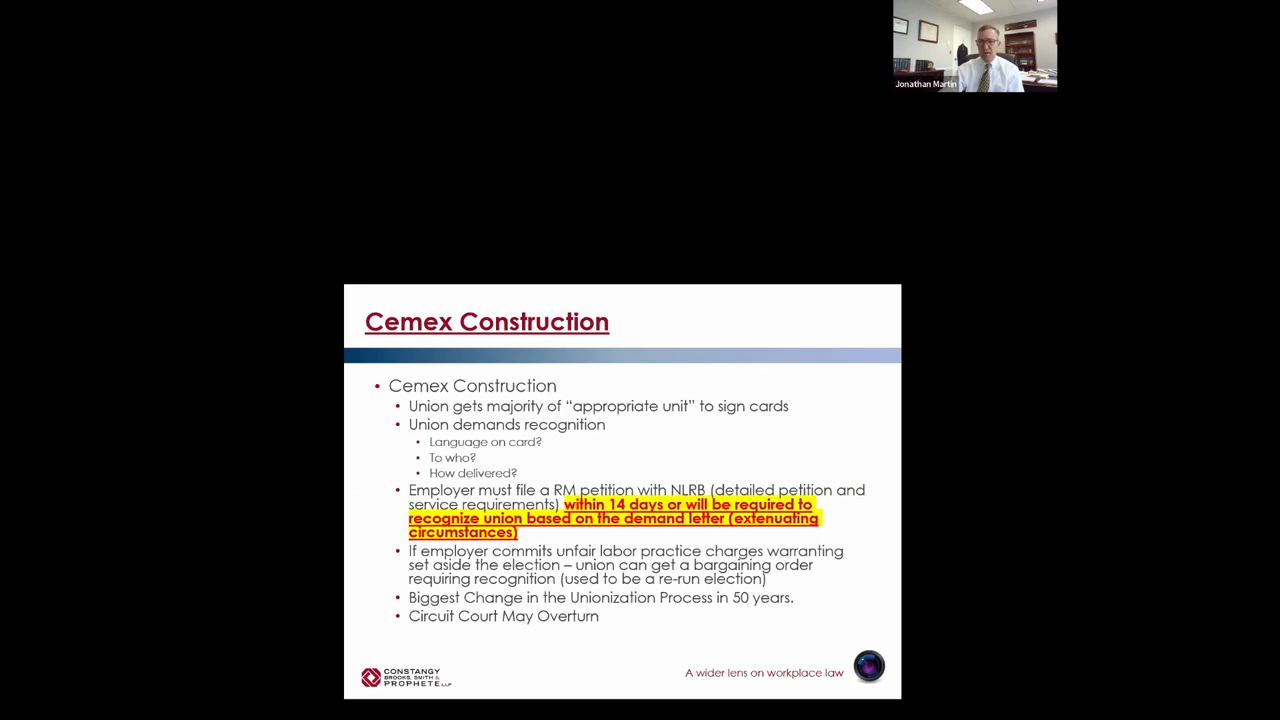 Jonathan Martin
Cemex Construction
• Cemex Construction
• Union gets majority of “appropriate unit” to sign cards
• Union demands recognition
• Language on card?
• To who?
• How delivered?
• Employer must file a RM petition with NLRB (detailed petition and
service requirements) within 14 days or will be required to
recognize union based on the demand letter (extenuating
circumstances)
• If employer commits unfair labor practice charges warranting
set aside the election – union can get a bargaining order
requiring recognition (used to be a re-run election)
• Biggest Change in the Unionization Process in 50 years.
• Circuit Court May Overturn
CONSTANGY
BROOKS, SMITH &
PROPHETE LLP
A wider lens on workplace law